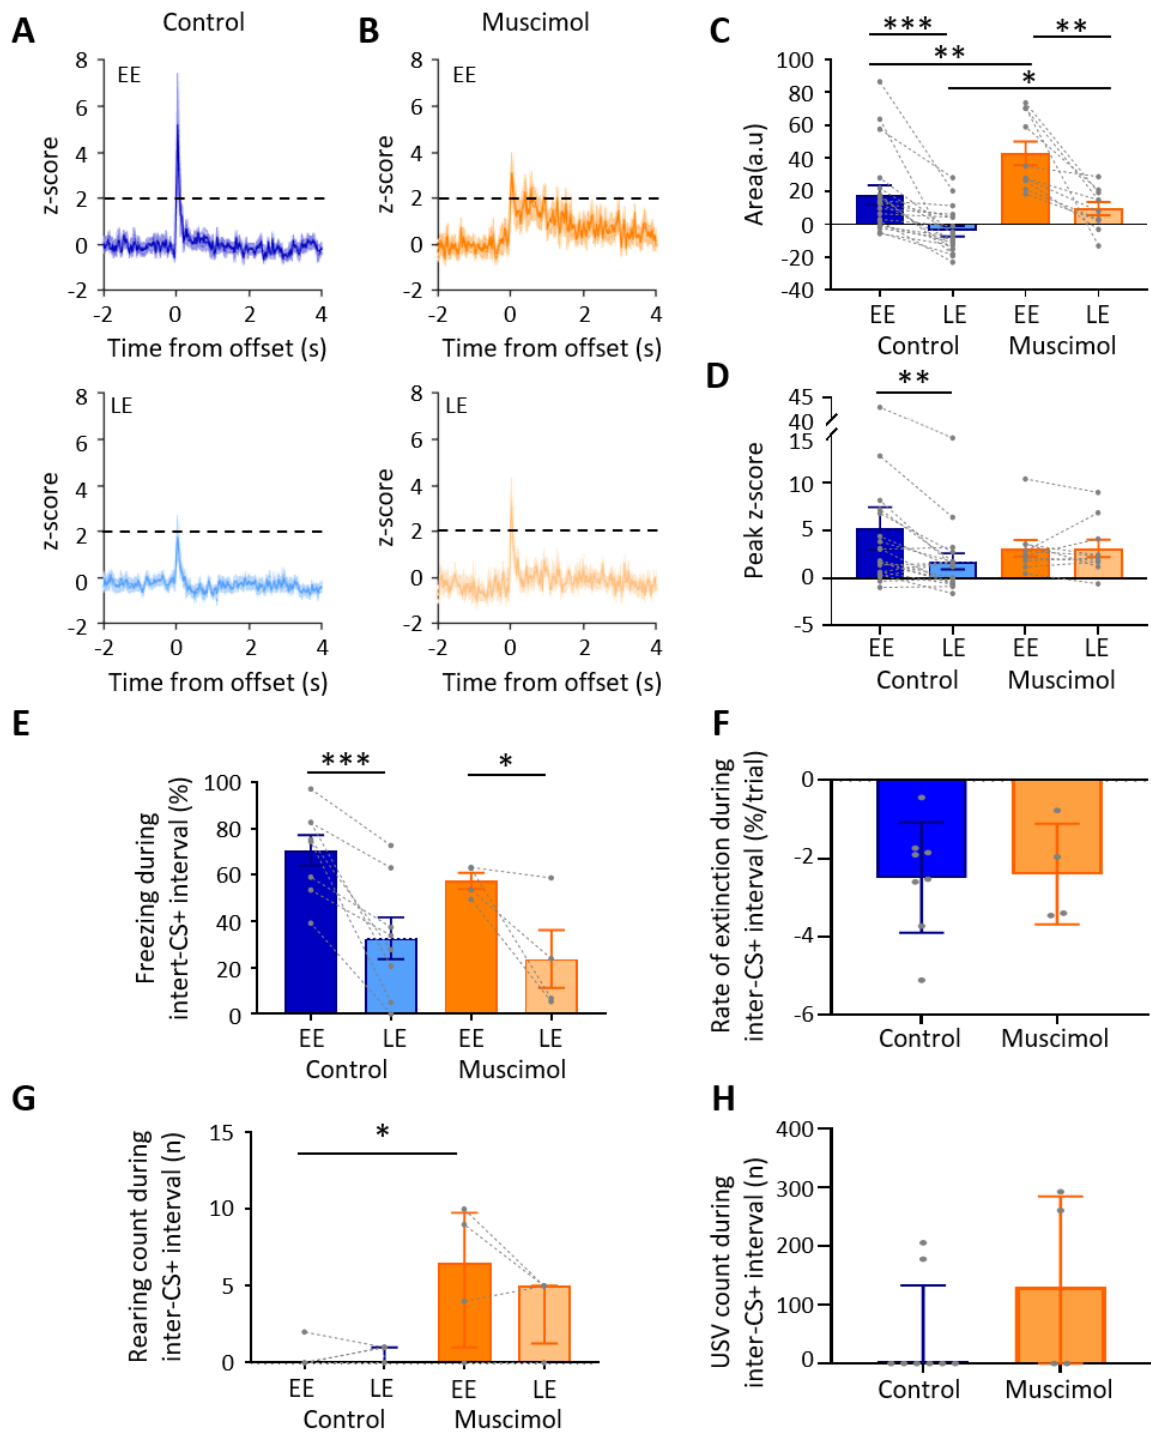 A
Control
B
Muscimol
C
*** 
**
**
*
EE
8
6
4
2
0
-2
z-score
-2
0
2
4
Time from offset (s)
EE
8
6
4
2
0
-2
z-score
-2
0
2
4
Time from offset (s)
100
80
60
40
20
0
-20
-40
Area(a.u)
EE
LE
EE
LE
Control
Muscimol
LE
8
6
4
2
0
-2
z-score
-2
0
2
4
Time from offset (s)
LE
8
6
4
2
0
-2
z-score
-2
0
2
4
Time from offset (s)
D
**
45
40
15
10
5
0
-5
Peak z-score
EE
LE
EE
LE
Control
Muscimol
E
***
*
100
80
60
40
20
0
Freezing during
intert-CS+ interval (%)
EE
LE
EE
LE
Control
Muscimol
F
0
-2
-4
-6
Rate of extinction during
inter-CS+ interval (%/trial)
Control
Muscimol
G
*
15
10
5
0
Rearing count during
inter-CS+ interval (n)
EE
LE
EE
LE
Control
Muscimol
H
400
300
200
100
0
USV count during
inter-CS+ interval (n)
Control
Muscimol